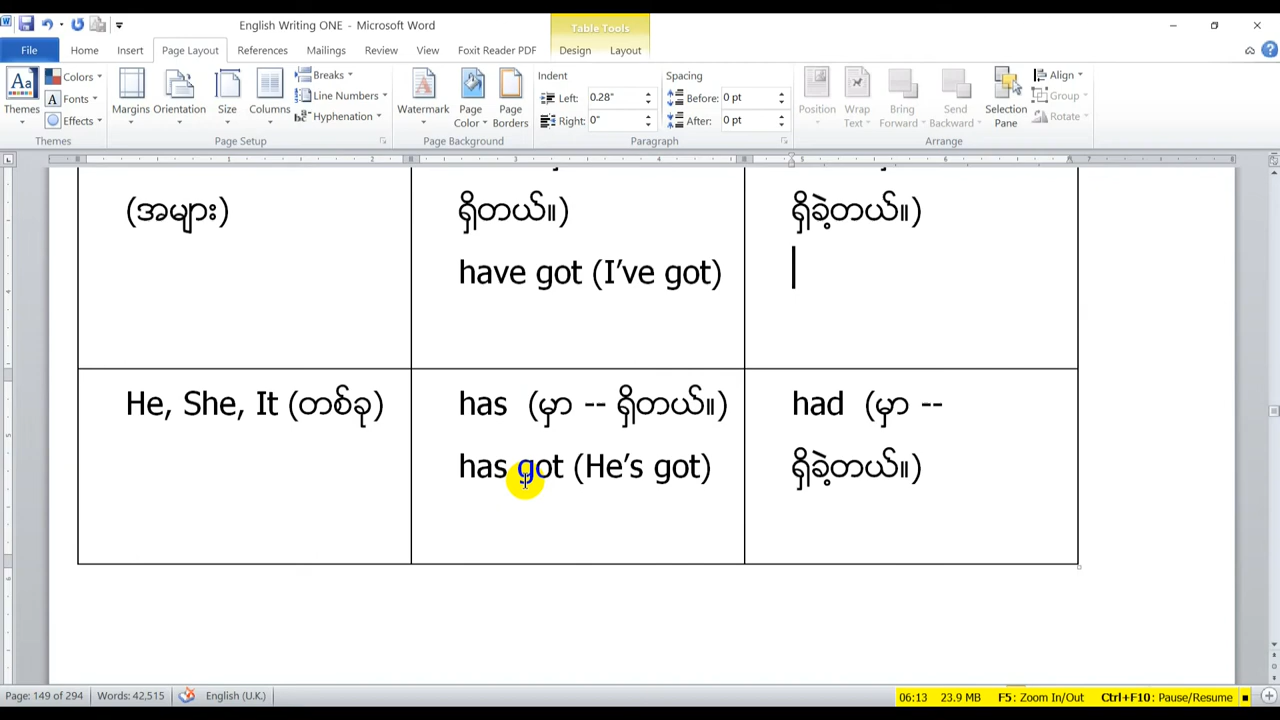 English Writing ONE - Microsoft Word
Table Tools
File Home Insert Page Layout References Mailings Review View Foxit Reader PDF Design Layout
Themes Colors Fonts Effects Margins Orientation Size Columns Breaks Line Numbers Hyphenation Watermark Page Color Page Borders Indent Left: 0.28" Right: 0" Spacing Before: 0 pt After: 0 pt Position Wrap Text Bring Forward Send Backward Selection Pane Align Group Rotate
Themes Page Setup Page Background Paragraph Arrange
(အများ) ရှိတယ်။) ရှိခဲ့တယ်။)
have got (I’ve got)
He, She, It (တစ်ခု) has (မှာ -- ရှိတယ်။) had (မှာ --
has got (He’s got) ရှိခဲ့တယ်။)
Page: 149 of 294 Words: 42,515 English (U.K.) 06:13 23.9 MB F5: Zoom In/Out Ctrl+F10: Pause/Resume